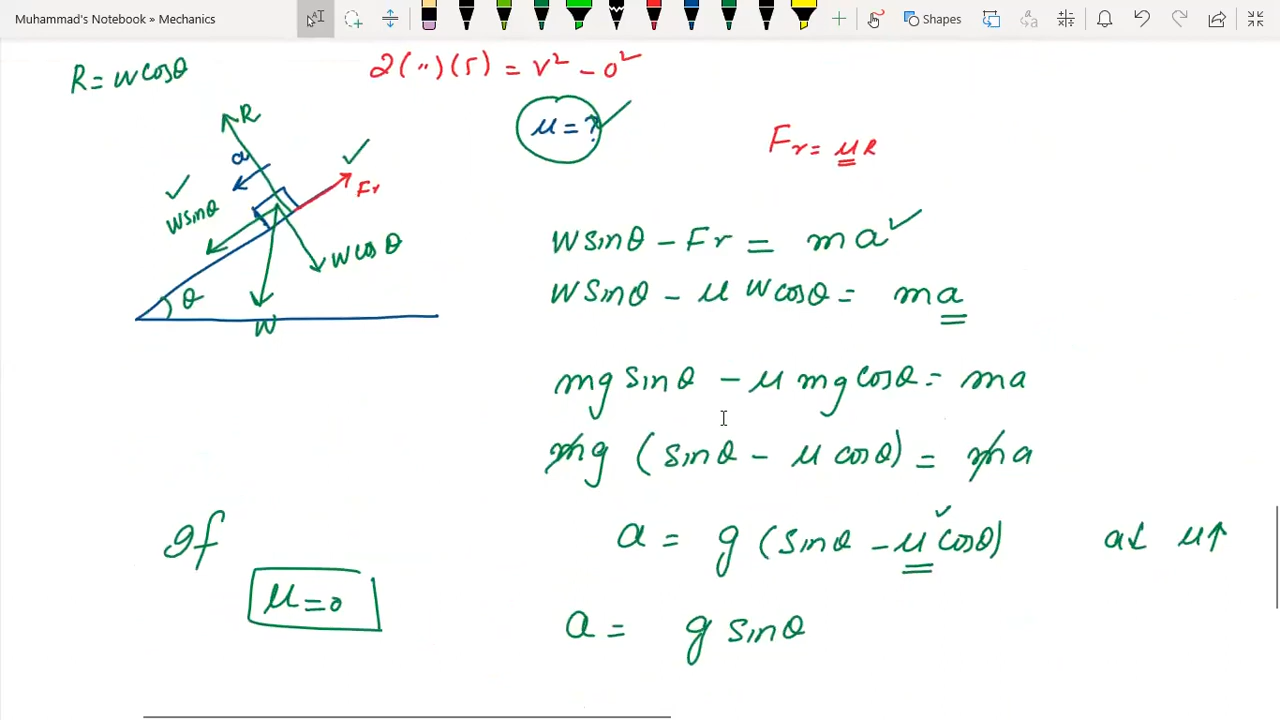 Muhammad's Notebook » Mechanics
Shapes
R = w cosθ
2(")(5) = v² - 0²
μ = ?
Fr = μR
R
a
Fr
w sinθ
w cos θ
θ
w
w sinθ - Fr = ma
w sinθ - μ w cosθ = ma
mg sinθ - μ mg cosθ = ma
mg (sinθ - μ cosθ) = ma
If
a = g (sinθ - μ cosθ) a↓ μ↑
μ = 0
a = g sinθ